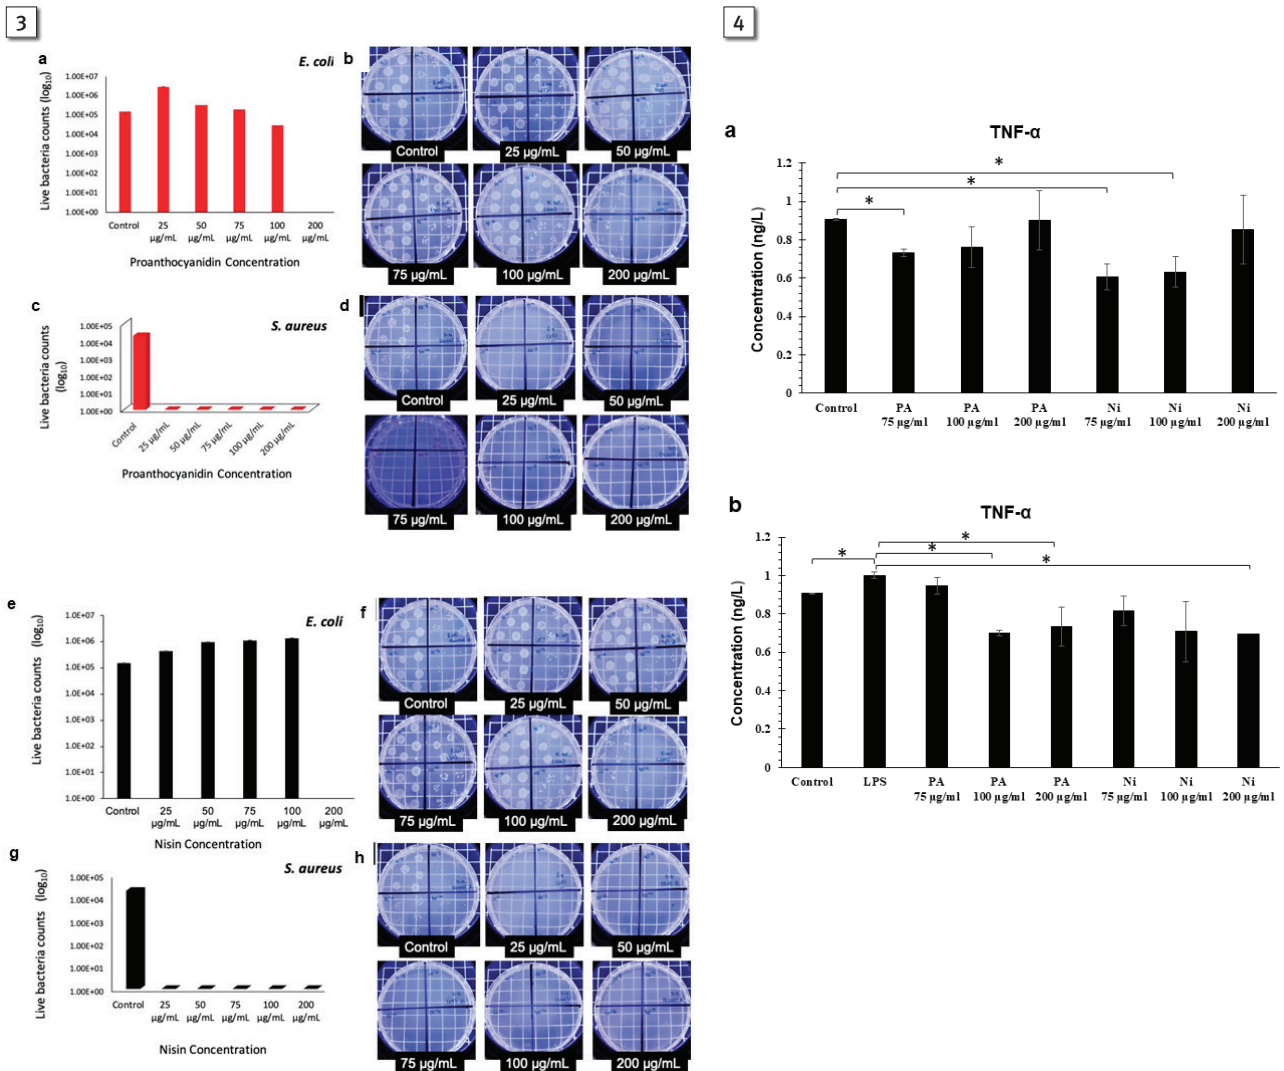 3
a
E. coli
Live bacteria counts (log10)
1.00E+07
1.00E+06
1.00E+05
1.00E+04
1.00E+03
1.00E+02
1.00E+01
1.00E+00
Control 25 µg/mL 50 µg/mL 75 µg/mL 100 µg/mL 200 µg/mL
Proanthocyanidin Concentration
b
Control 25 µg/mL 50 µg/mL
75 µg/mL 100 µg/mL 200 µg/mL
c
S. aureus
Live bacteria counts (log10)
1.00E+05
1.00E+04
1.00E+03
1.00E+02
1.00E+01
1.00E+00
Control 25 µg/mL 50 µg/mL 75 µg/mL 100 µg/mL 200 µg/mL
Proanthocyanidin Concentration
d
Control 25 µg/mL 50 µg/mL
75 µg/mL 100 µg/mL 200 µg/mL
e
E. coli
Live bacteria counts (log10)
1.0E+07
1.0E+06
1.0E+05
1.0E+04
1.0E+03
1.0E+02
1.0E+01
1.0E+00
Control 25 µg/mL 50 µg/mL 75 µg/mL 100 µg/mL 200 µg/mL
Nisin Concentration
f
Control 25 µg/mL 50 µg/mL
75 µg/mL 100 µg/mL 200 µg/mL
g
S. aureus
Live bacteria counts (log10)
1.00E+05
1.00E+04
1.00E+03
1.00E+02
1.00E+01
1.00E+00
Control 25 µg/mL 50 µg/mL 75 µg/mL 100 µg/mL 200 µg/mL
Nisin Concentration
h
Control 25 µg/mL 50 µg/mL
75 µg/mL 100 µg/mL 200 µg/mL
4
a
TNF-α
Concentration (ng/L)
1.2
1
0.8
0.6
0.4
0.2
0
* * *
Control PA 75 µg/ml PA 100 µg/ml PA 200 µg/ml Ni 75 µg/ml Ni 100 µg/ml Ni 200 µg/ml
b
TNF-α
Concentration (ng/L)
1.2
1
0.8
0.6
0.4
0.2
0
* * * *
Control LPS PA 75 µg/ml PA 100 µg/ml PA 200 µg/ml Ni 75 µg/ml Ni 100 µg/ml Ni 200 µg/ml